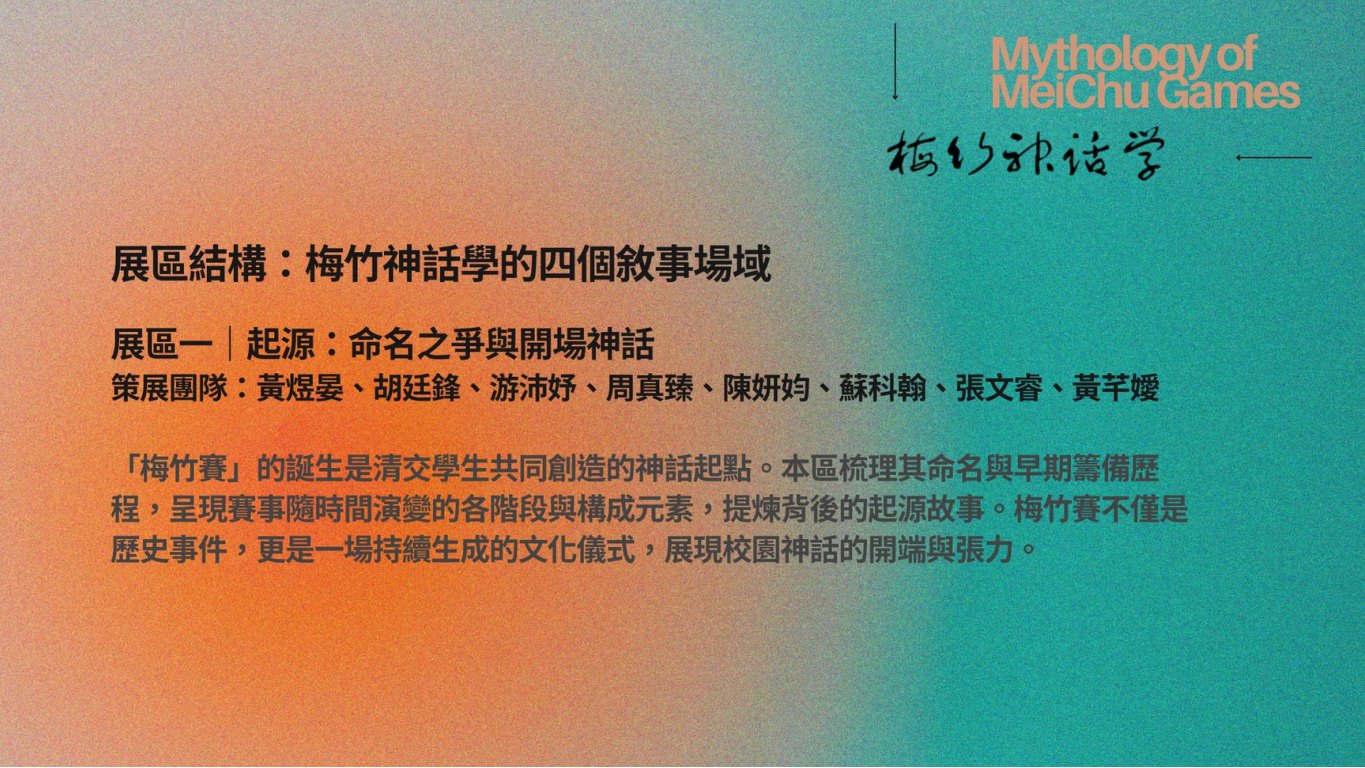 Mythology of
MeiChu Games
梅竹神话学
展區結構：梅竹神話學的四個敘事場域
展區一｜起源：命名之爭與開場神話
策展團隊：黃煜晏、胡廷鋒、游沛妤、周真臻、陳妍妁、蘇科翰、張文睿、黃芊嬡
「梅竹賽」的誕生是清交學生共同創造的神話起點。本區梳理其命名與早期籌備歷
程，呈現賽事隨時間演變的各階段與構成元素，提煉背後的起源故事。梅竹賽不僅是
歷史事件，更是一場持續生成的文化儀式，展現校園神話的開端與張力。